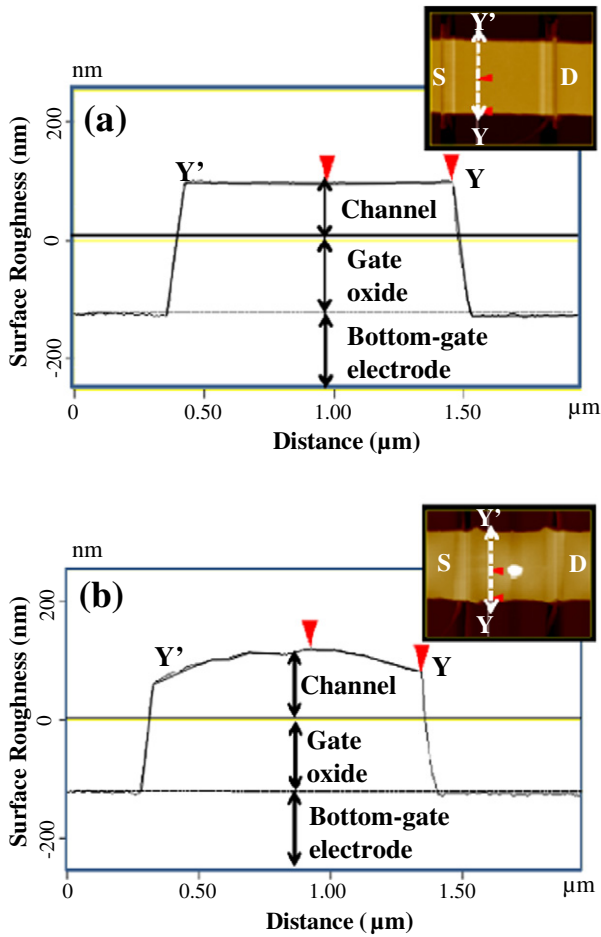 nm
Y'
S
D
Y
(a)
200
Y'
Y
Channel
0
Gate
oxide
Bottom-gate
electrode
-200
Surface Roughness (nm)
0
0.50
1.00
1.50
µm
Distance (µm)
nm
Y'
S
D
Y
(b)
200
Y'
Y
Channel
0
Gate
oxide
Bottom-gate
electrode
-200
Surface Roughness (nm)
0
0.50
1.00
1.50
µm
Distance (µm)